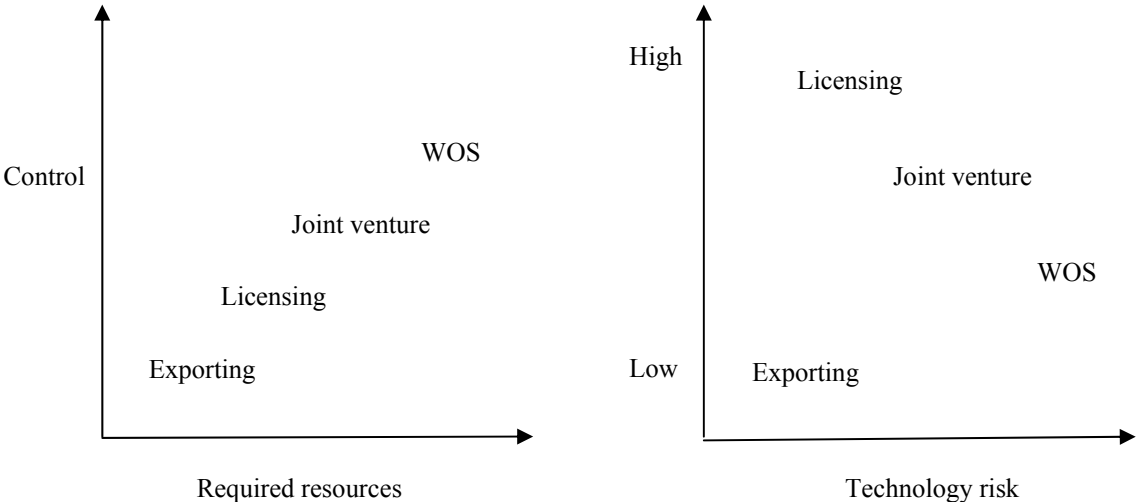 Control
WOS
Joint venture
Licensing
Exporting
Required resources
High
Licensing
Joint venture
WOS
Low
Exporting
Technology risk